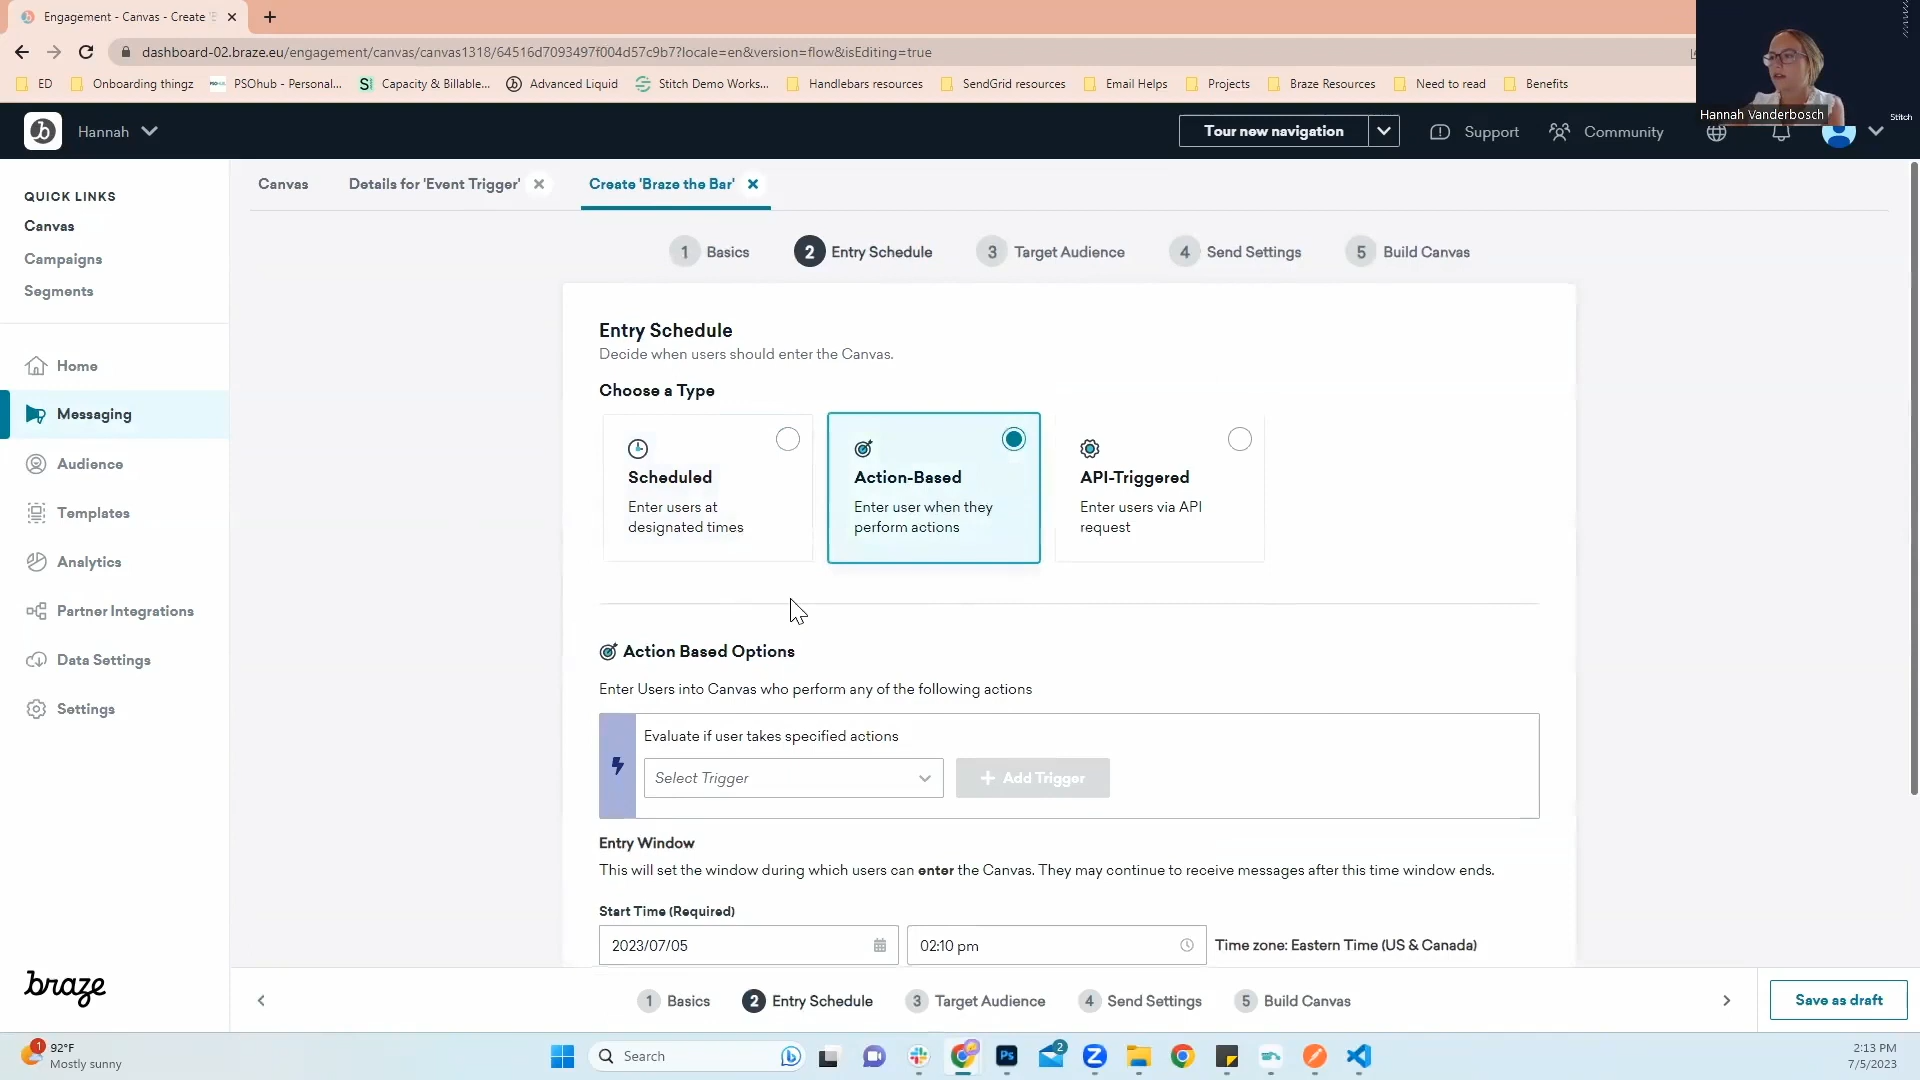 Engagement - Canvas - Create
dashboard-02.braze.eu/engagement/canvas/canvas1318/64516d7093497f004d57c9b7?locale=en&version=flow&isEditing=true
ED
Onboarding thingz
PSOhub - Personal...
Capacity & Billable...
Advanced Liquid
Stitch Demo Works...
Handlebars resources
SendGrid resources
Email Helps
Projects
Braze Resources
Need to read
Benefits
Hannah Vanderbosch
Stitch
Hannah
Tour new navigation
Support
Community
QUICK LINKS
Canvas
Campaigns
Segments
Home
Messaging
Audience
Templates
Analytics
Partner Integrations
Data Settings
Settings
braze
Canvas
Details for 'Event Trigger'
Create 'Braze the Bar'
1 Basics
2 Entry Schedule
3 Target Audience
4 Send Settings
5 Build Canvas
Entry Schedule
Decide when users should enter the Canvas.
Choose a Type
Scheduled
Enter users at
designated times
Action-Based
Enter user when they
perform actions
API-Triggered
Enter users via API
request
Action Based Options
Enter Users into Canvas who perform any of the following actions
Evaluate if user takes specified actions
Select Trigger
+ Add Trigger
Entry Window
This will set the window during which users can enter the Canvas. They may continue to receive messages after this time window ends.
Start Time (Required)
2023/07/05
02:10 pm
Time zone: Eastern Time (US & Canada)
1 Basics
2 Entry Schedule
3 Target Audience
4 Send Settings
5 Build Canvas
Save as draft
1
92°F
Mostly sunny
Search
Ps
2
2:13 PM
7/5/2023